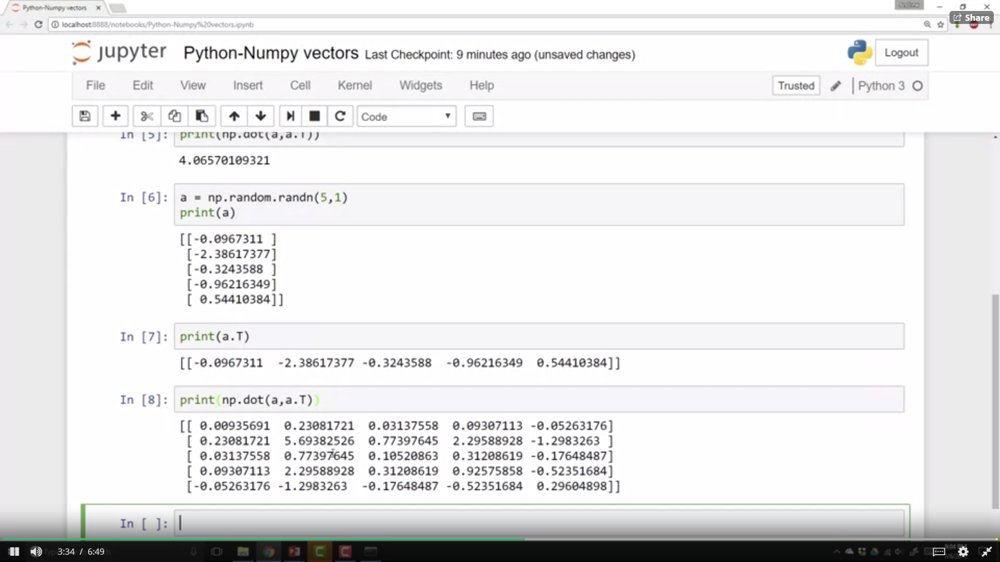 Python-Numpy vectors
Andrew
localhost:8888/notebooks/Python-Numpy%20vectors.ipynb
Share
jupyter Python-Numpy vectors Last Checkpoint: 9 minutes ago (unsaved changes)
Logout
File Edit View Insert Cell Kernel Widgets Help
Trusted
Python 3
Code
In [5]: print(np.dot(a,a.T))
4.06570109321
In [6]: a = np.random.randn(5,1)
print(a)
[[-0.0967311 ]
[-2.38617377]
[-0.3243588 ]
[-0.96216349]
[ 0.54410384]]
In [7]: print(a.T)
[[-0.0967311 -2.38617377 -0.3243588 -0.96216349 0.54410384]]
In [8]: print(np.dot(a,a.T))
[[ 0.00935691 0.23081721 0.03137558 0.09307113 -0.05263176]
[ 0.23081721 5.69382526 0.77397645 2.29588928 -1.2983263 ]
[ 0.03137558 0.77397645 0.10520863 0.31208619 -0.17648487]
[ 0.09307113 2.29588928 0.31208619 0.92575858 -0.52351684]
[-0.05263176 -1.2983263 -0.17648487 -0.52351684 0.29604898]]
In [ ]:
3:34 / 6:49